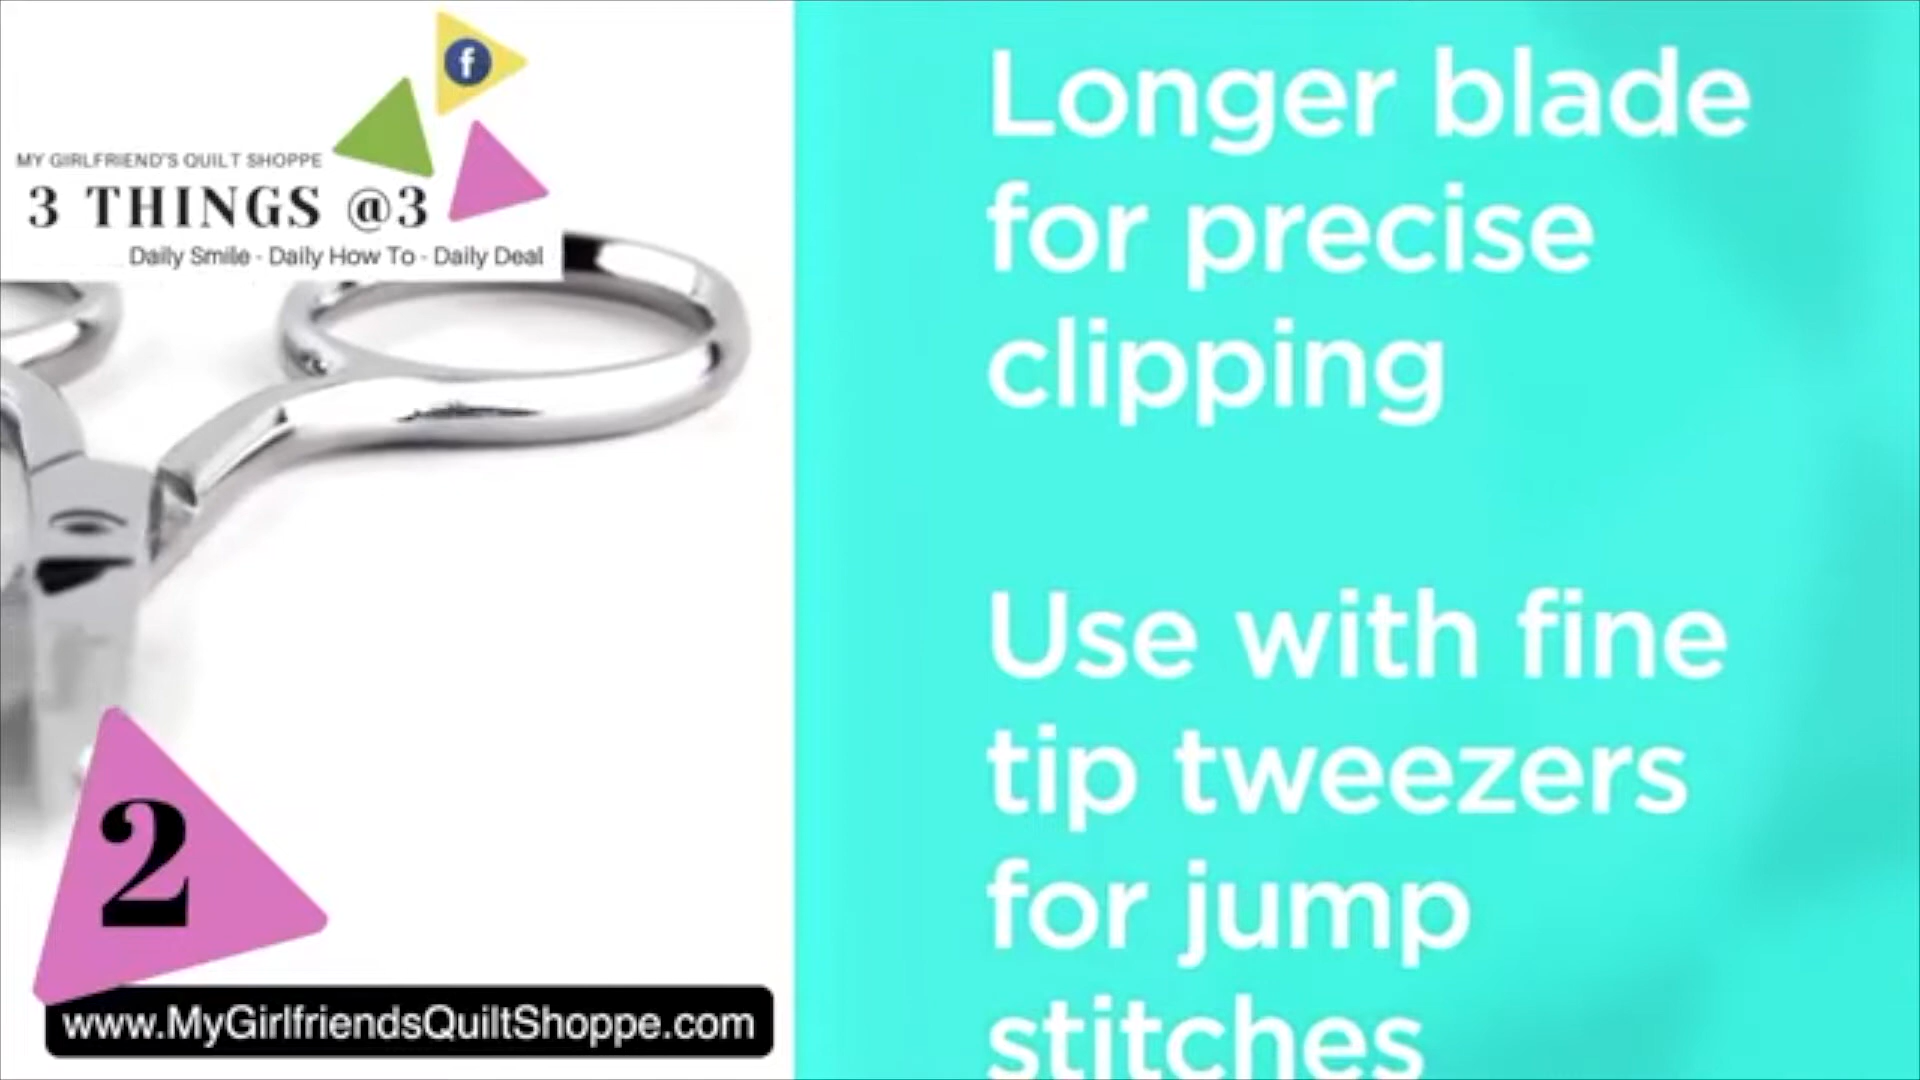 f
MY GIRLFRIEND'S QUILT SHOPPE
3 THINGS @3
Daily Smile - Daily How To - Daily Deal
2
www.MyGirlfriendsQuiltShoppe.com
Longer blade
for precise
clipping
Use with fine
tip tweezers
for jump
stitches